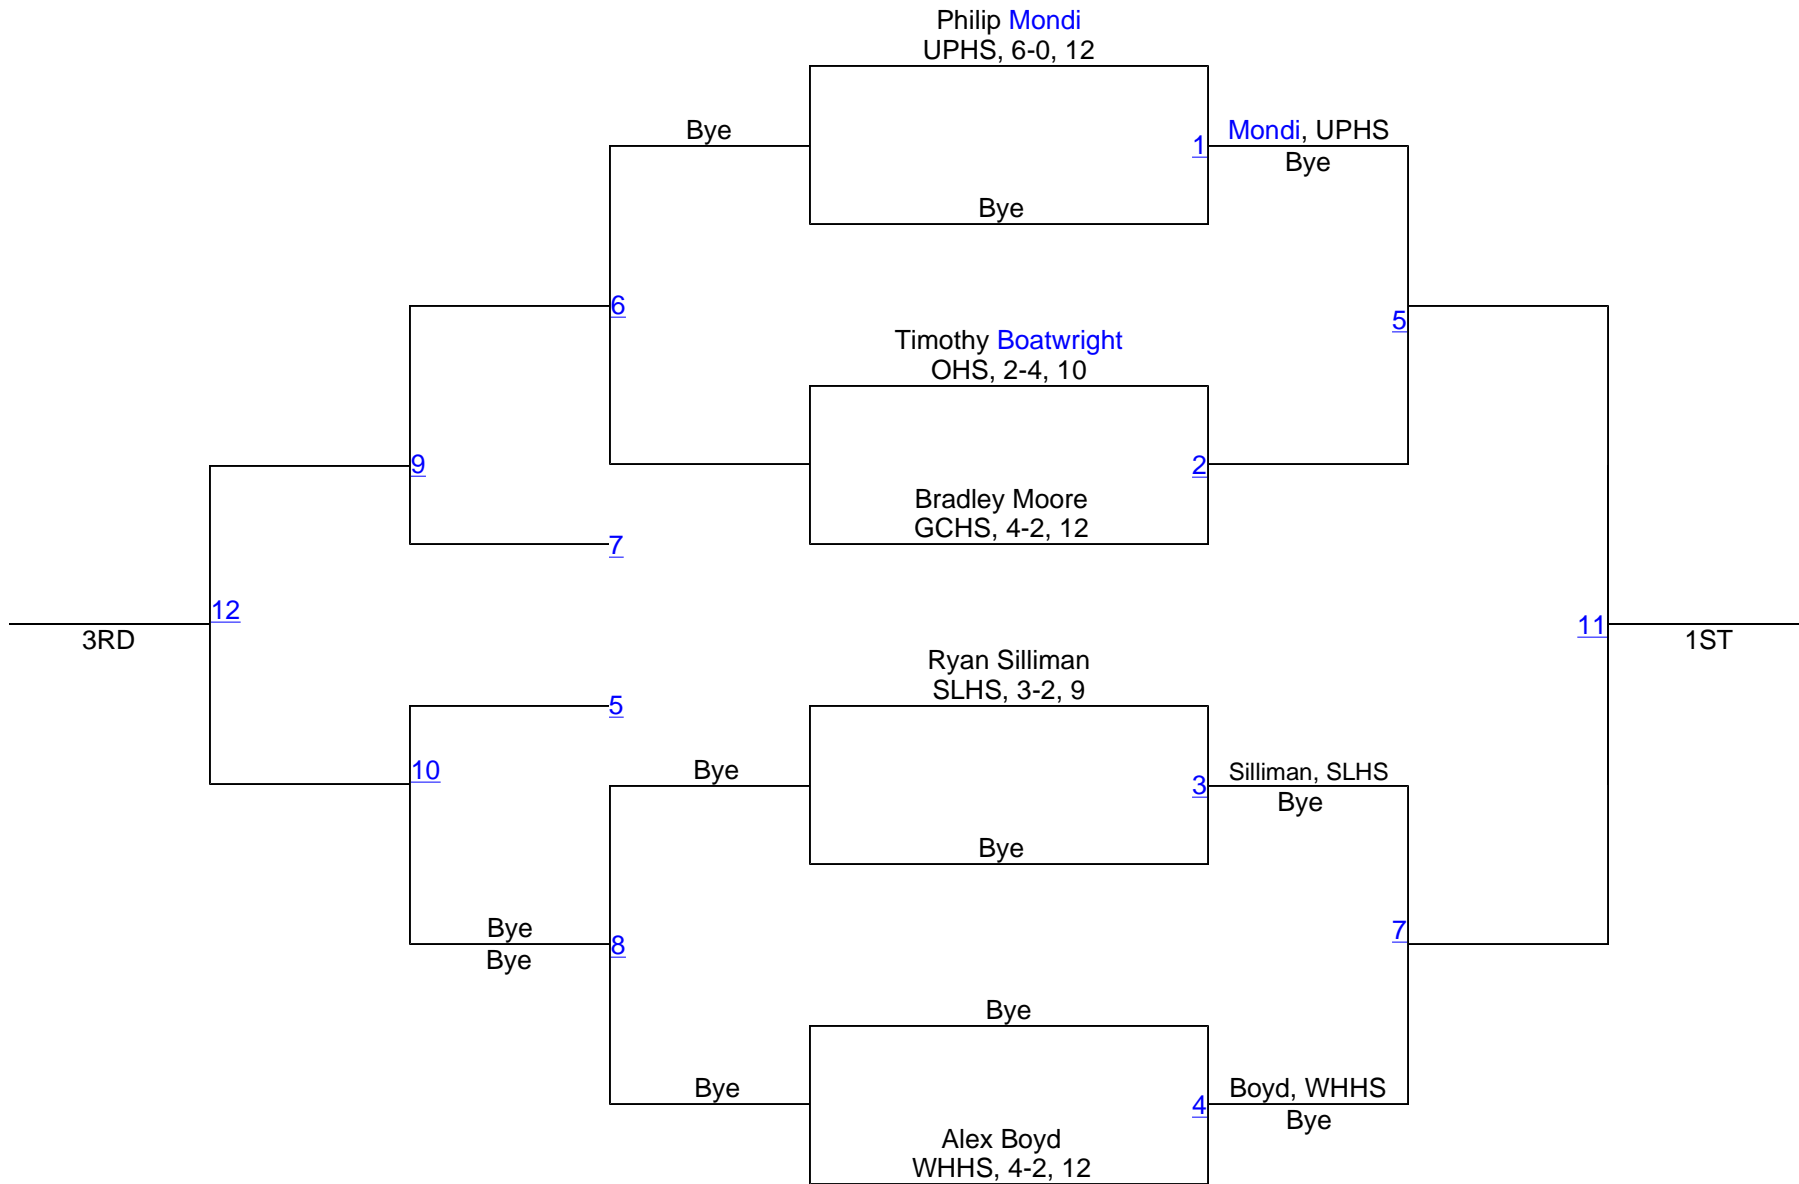 Philip Mondi
UPHS, 6-0, 12
Bye
1
Mondi, UPHS
Bye
Bye
6
5
Timothy Boatwright
OHS, 2-4, 10
9
2
Bradley Moore
GCHS, 4-2, 12
7
12
3RD
11
1ST
Ryan Silliman
SLHS, 3-2, 9
5
10
Bye
3
Silliman, SLHS
Bye
Bye
Bye
Bye
8
7
Bye
Bye
4
Boyd, WHHS
Bye
Alex Boyd
WHHS, 4-2, 12